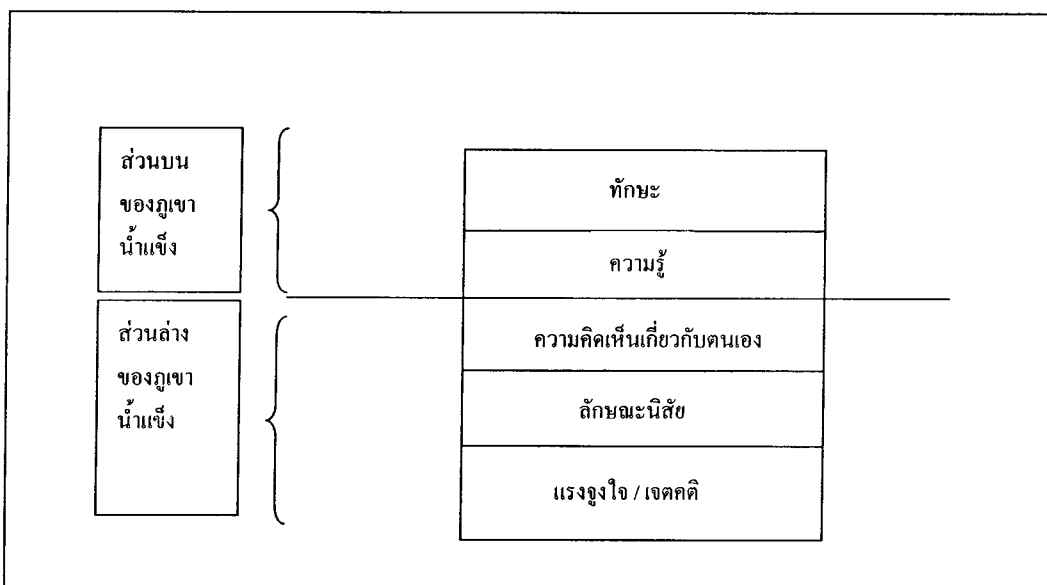 ส่วนบน
ของภูเขา
น้ำแข็ง
ทักษะ
ความรู้
ส่วนล่าง
ของภูเขา
น้ำแข็ง
ความคิดเห็นเกี่ยวกับตนเอง
ลักษณะนิสัย
แรงจูงใจ / เจตคติ